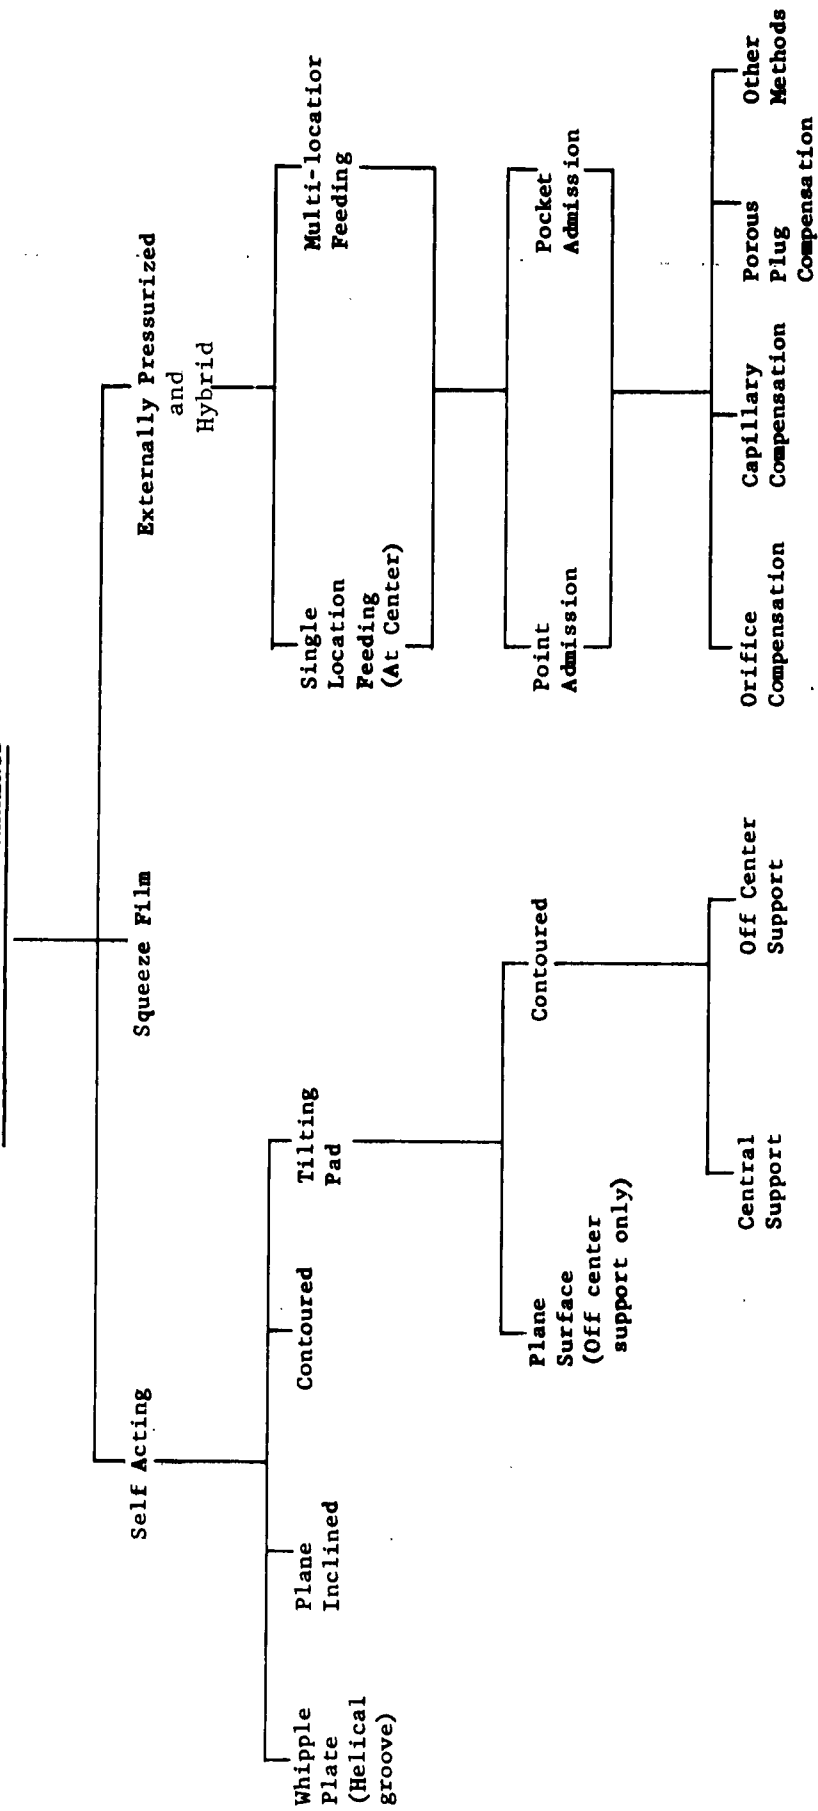 Self Acting
Squeeze Film
Externally Pressurized
and
Hybrid
Whipple
Plate
(Helical
groove)
Plane
Inclined
Contoured
Tilting
Pad
Single
Location
Feeding
(At Center)
Multi-locatior
Feeding
Plane
Surface
(Off center
support only)
Contoured
Point
Admission
Pocket
Admission
Central
Support
Off Center
Support
Orifice
Compensation
Capillary
Compensation
Porous
Plug
Compensation
Other
Methods